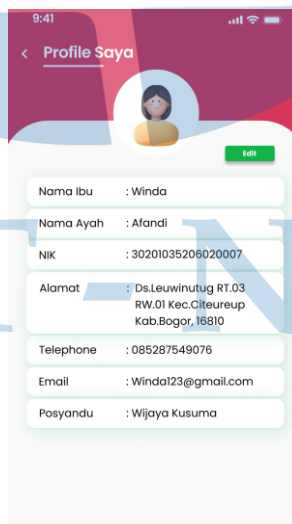 9:41
< Profile Saya
Edit
Nama Ibu : Winda
Nama Ayah : Afandi
NIK : 30201035206020007
Alamat : Ds.Leuwinutug RT.03
RW.01 Kec.Citeureup
Kab.Bogor, 16810
Telephone : 085287549076
Email : Winda123@gmail.com
Posyandu : Wijaya Kusuma